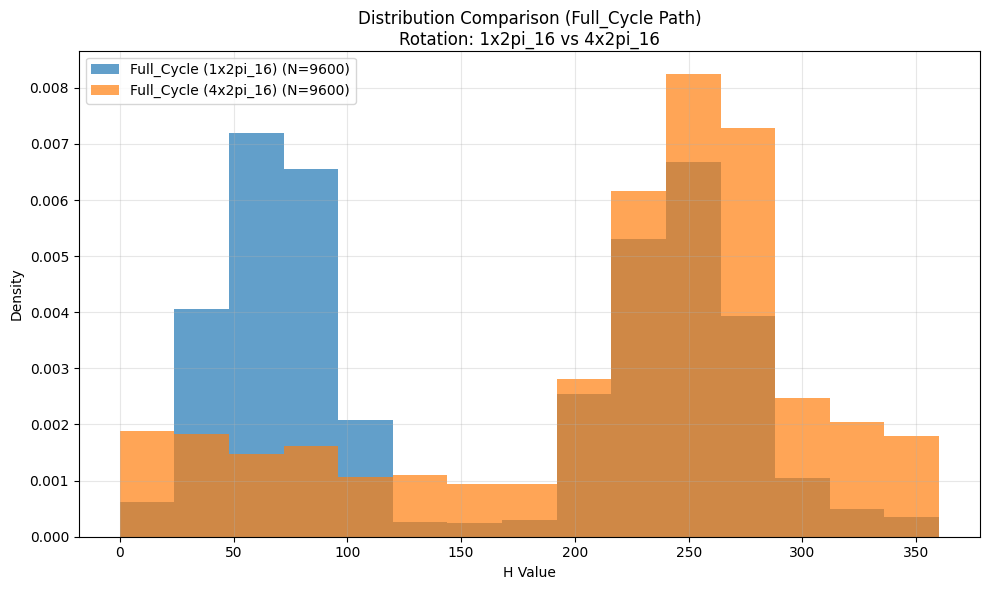 Distribution Comparison (Full_Cycle Path)
Rotation: 1x2pi_16 vs 4x2pi_16
Full_Cycle (1x2pi_16) (N=9600)
Full_Cycle (4x2pi_16) (N=9600)
Density
0.008
0.007
0.006
0.005
0.004
0.003
0.002
0.001
0.000
0 50 100 150 200 250 300 350
H Value